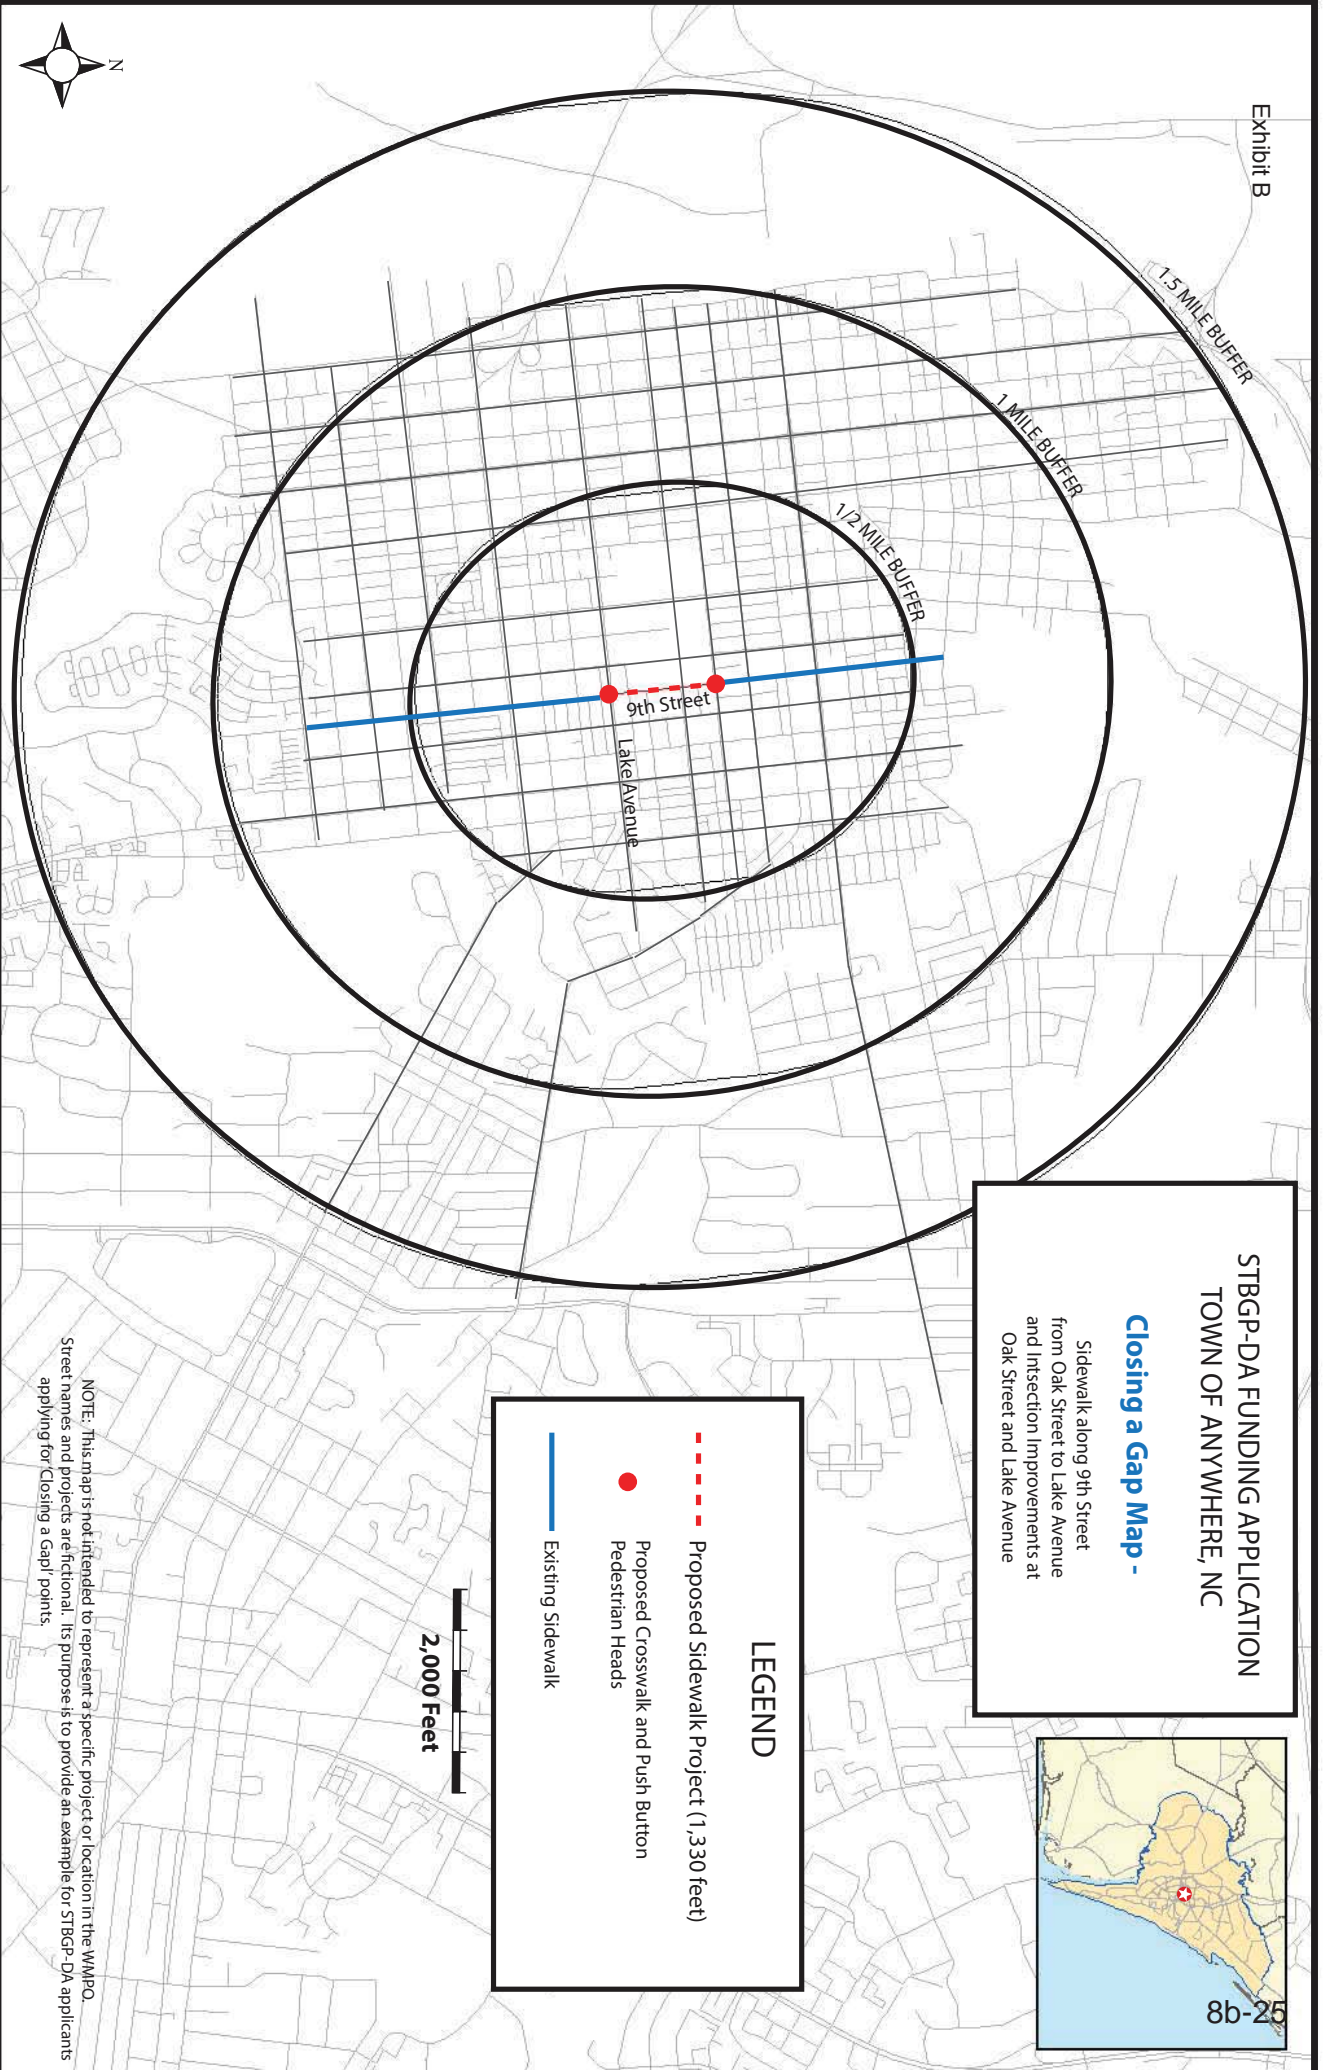 Exhibit B
1.5 MILE BUFFER
1 MILE BUFFER
1/2 MILE BUFFER
9th Street
Lake Avenue
N
STBGP-DA FUNDING APPLICATION
TOWN OF ANYWHERE, NC
Closing a Gap Map -
Sidewalk along 9th Street
from Oak Street to Lake Avenue
and Intsection Improvements at
Oak Street and Lake Avenue
LEGEND
Proposed Sidewalk Project (1,330 feet)
Proposed Crosswalk and Push Button
Pedestrian Heads
Existing Sidewalk
2,000 Feet
NOTE: This map is not intended to represent a specific project or location in the WMPO.
Street names and projects are fictional. Its purpose is to provide an example for STBGP-DA applicants
applying for 'Closing a Gap' points.
8b-25